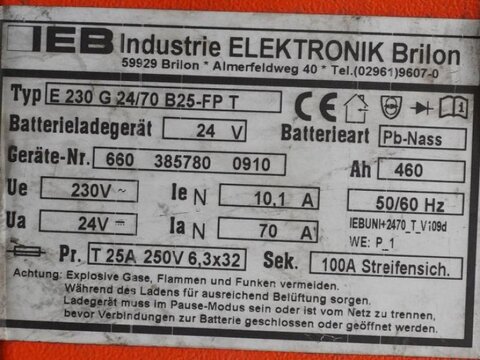 IEB Industrie ELEKTRONIK Brilon
59929 Brilon * Almerfeldweg 40 * Tel.(02961)9607-0
Typ E 230 G 24/70 B25-FP T CE
Batterieladegerät 24 V Batterieart Pb-Nass
Geräte-Nr. 660 385780 0910 Ah 460
Ue 230V ~ Ie N 10,1 A 50/60 Hz
Ua 24V Ia N 70 A IEBUNI+2470_T_V109d
WE: P_1
Pr. T 25A 250V 6,3x32 Sek. 100A Streifensich.
Achtung: Explosive Gase, Flammen und Funken vermeiden.
Während des Ladens für ausreichend Belüftung sorgen.
Ladegerät muss im Pause-Modus sein oder ist vom Netz zu trennen,
bevor Verbindungen zur Batterie geschlossen oder geöffnet werden.